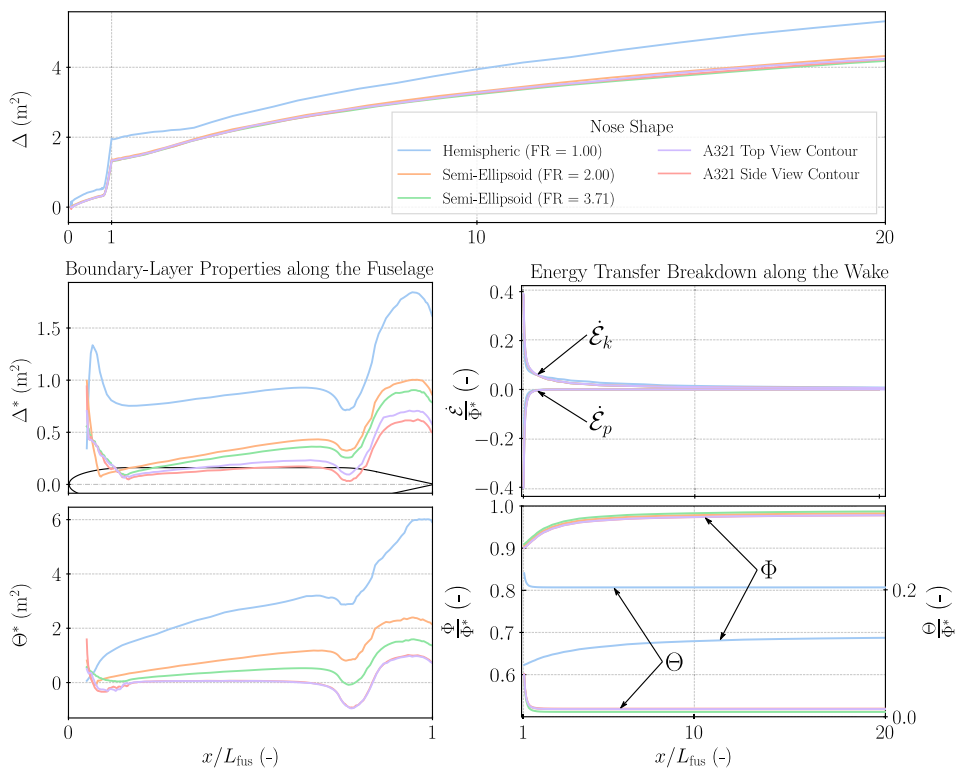 4
2
0
Δ (m²)
Nose Shape
Hemispheric (FR = 1.00)
Semi-Ellipsoid (FR = 2.00)
Semi-Ellipsoid (FR = 3.71)
A321 Top View Contour
A321 Side View Contour
0 1 10 20
Boundary-Layer Properties along the Fuselage
1.5
1.0
0.5
0.0
Δ* (m²)
Energy Transfer Breakdown along the Wake
0.4
0.2
0.0
−0.2
−0.4
Ė/Φ* (-)
Ė_k
Ė_p
6
4
2
0
Θ* (m²)
0 1
x/L_fus (-)
1.0
0.9
0.8
0.7
0.6
Φ/Φ* (-)
Φ
Θ
0.2
0.0
Θ/Φ* (-)
1 10 20
x/L_fus (-)